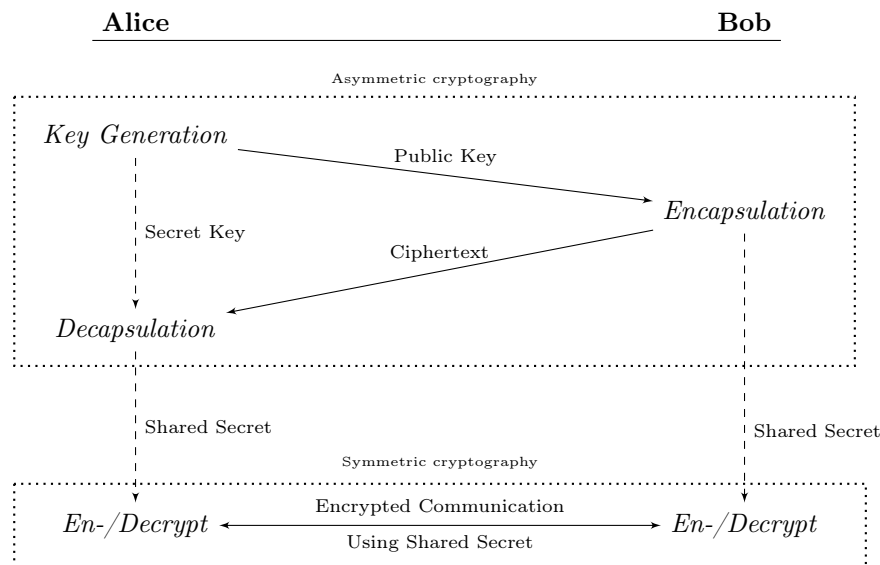 Alice Bob
Asymmetric cryptography
Key Generation
Public Key
Encapsulation
Secret Key
Ciphertext
Decapsulation
Shared Secret
Shared Secret
Symmetric cryptography
En-/Decrypt
Encrypted Communication
Using Shared Secret
En-/Decrypt